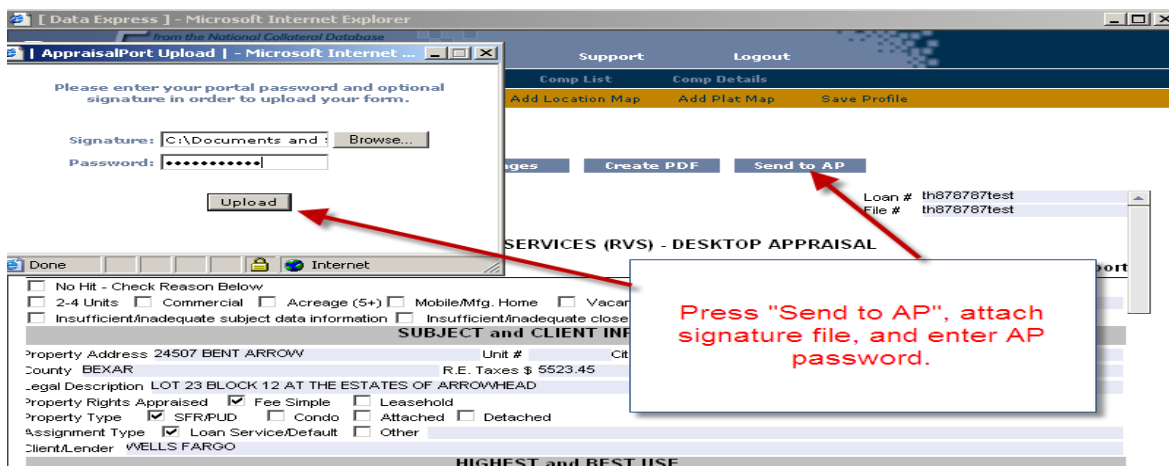 [ Data Express ] - Microsoft Internet Explorer
from the National Collateral Database
| AppraisalPort Upload | - Microsoft Internet ...
Support Logout
Comp List Comp Details
Add Location Map Add Plat Map Save Profile
Please enter your portal password and optional
signature in order to upload your form.
Signature: C:\Documents and Browse...
Password: •••••••••••
Upload
Create PDF Send to AP
Loan # th878787test
File # th878787test
SERVICES (RVS) - DESKTOP APPRAISAL
Done Internet
Press "Send to AP", attach
signature file, and enter AP
password.
No Hit - Check Reason Below
2-4 Units Commercial Acreage (5+) Mobile/Mfg. Home
Insufficient/inadequate subject data information Insufficient/inadequate
SUBJECT and CLIENT
Property Address 24507 BENT ARROW Unit #
County BEXAR R.E. Taxes $ 5523.45
Legal Description LOT 23 BLOCK 12 AT THE ESTATES OF ARROWHEAD
Property Rights Appraised Fee Simple Leasehold
Property Type SFR/PUD Condo Attached Detached
Assignment Type Loan Service/Default Other
Client/Lender WELLS FARGO
HIGHEST and BEST USE